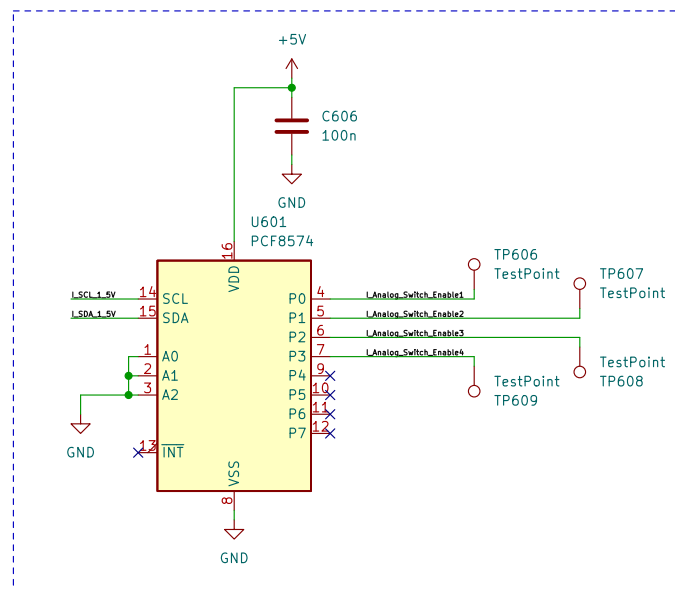 +5V
C606
100n
GND
U601
PCF8574
16
VDD
TP606
TestPoint
TP607
TestPoint
I_SCL_1_5V
14
SCL
P0
4
I_Analog_Switch_Enable1
I_SDA_1_5V
15
SDA
P1
5
I_Analog_Switch_Enable2
P2
6
I_Analog_Switch_Enable3
1
A0
P3
7
I_Analog_Switch_Enable4
TestPoint
TP608
2
A1
P4
9
TestPoint
TP609
3
A2
P5
10
P6
11
P7
12
GND
13
INT
VSS
8
GND